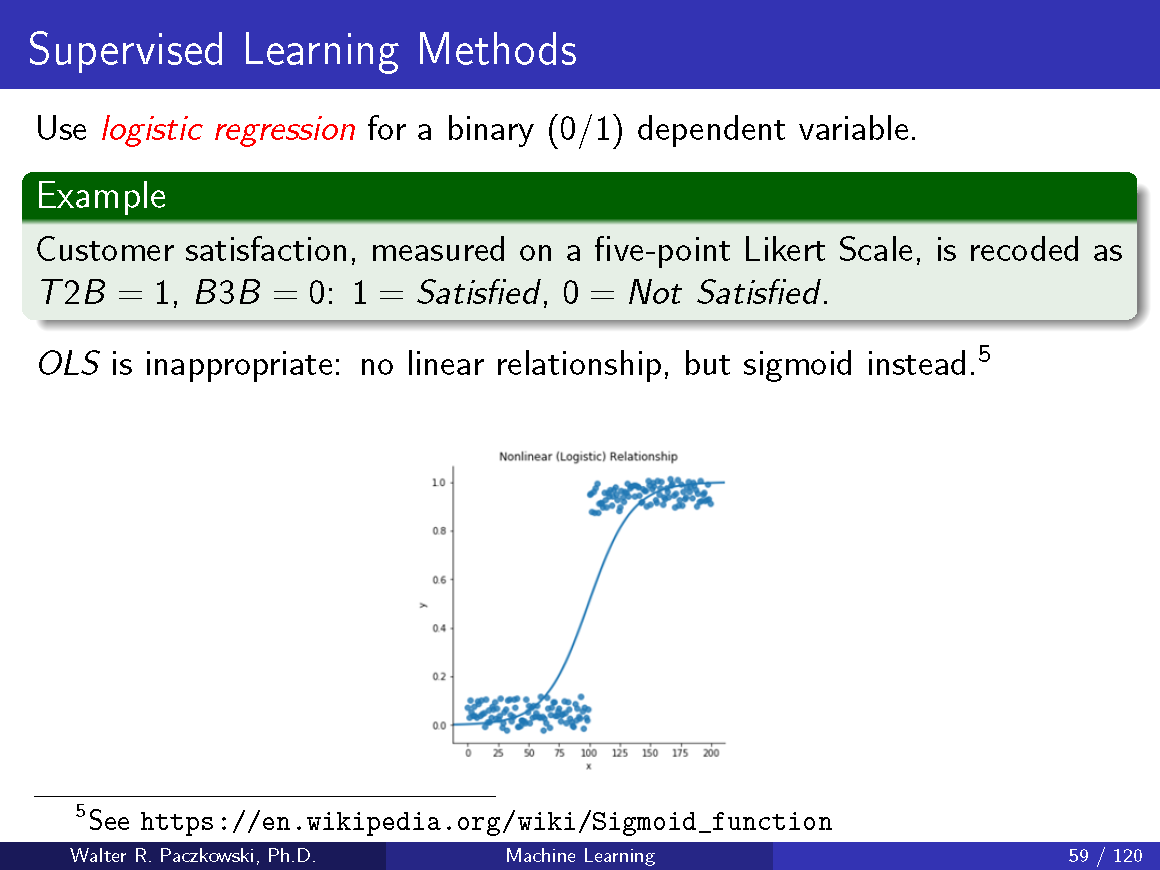 Supervised Learning Methods
Use logistic regression for a binary (0/1) dependent variable.
Example
Customer satisfaction, measured on a five-point Likert Scale, is recoded as
T2B = 1, B3B = 0: 1 = Satisfied, 0 = Not Satisfied.
OLS is inappropriate: no linear relationship, but sigmoid instead.⁵
Nonlinear (Logistic) Relationship
1.0
0.8
0.6
y
0.4
0.2
0.0
0 25 50 75 100 125 150 175 200
x
⁵See https://en.wikipedia.org/wiki/Sigmoid_function
Walter R. Paczkowski, Ph.D. Machine Learning 59 / 120